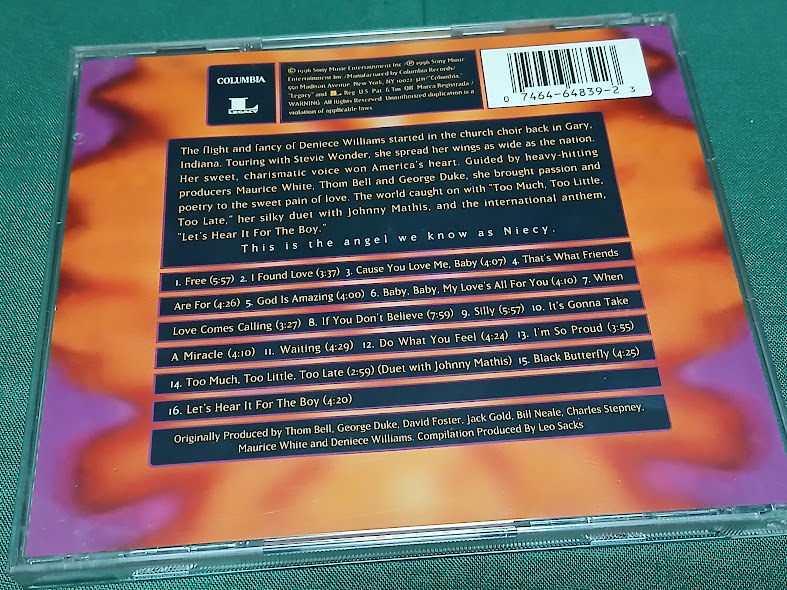 COLUMBIA
LEGACY
© 1996 Sony Music Entertainment Inc./℗ 1996 Sony Music
Entertainment Inc./Manufactured by Columbia Records/
550 Madison Avenue, New York, NY 10022-3211/"Columbia,"
"Legacy" and Reg. U.S. Pat. & Tm. Off. Marca Registrada./
WARNING: All Rights Reserved. Unauthorized duplication is a
violation of applicable laws.
0 7464-64839-2 3
The flight and fancy of Deniece Williams started in the church choir back in Gary,
Indiana. Touring with Stevie Wonder, she spread her wings as wide as the nation.
Her sweet, charismatic voice won America's heart. Guided by heavy-hitting
producers Maurice White, Thom Bell and George Duke, she brought passion and
poetry to the sweet pain of love. The world caught on with "Too Much, Too Little,
Too Late," her silky duet with Johnny Mathis, and the international anthem,
"Let's Hear It For The Boy."
This is the angel we know as Niecy.
1. Free (5:57) 2. I Found Love (3:37) 3. Cause You Love Me, Baby (4:07) 4. That's What Friends
Are For (4:26) 5. God Is Amazing (4:00) 6. Baby, Baby, My Love's All For You (4:10) 7. When
Love Comes Calling (3:27) 8. If You Don't Believe (7:59) 9. Silly (5:57) 10. It's Gonna Take
A Miracle (4:10) 11. Waiting (4:29) 12. Do What You Feel (4:24) 13. I'm So Proud (3:55)
14. Too Much, Too Little, Too Late (2:59) (Duet with Johnny Mathis) 15. Black Butterfly (4:25)
16. Let's Hear It For The Boy (4:20)
Originally Produced by Thom Bell, George Duke, David Foster, Jack Gold, Bill Neale, Charles Stepney,
Maurice White and Deniece Williams. Compilation Produced by Leo Sacks